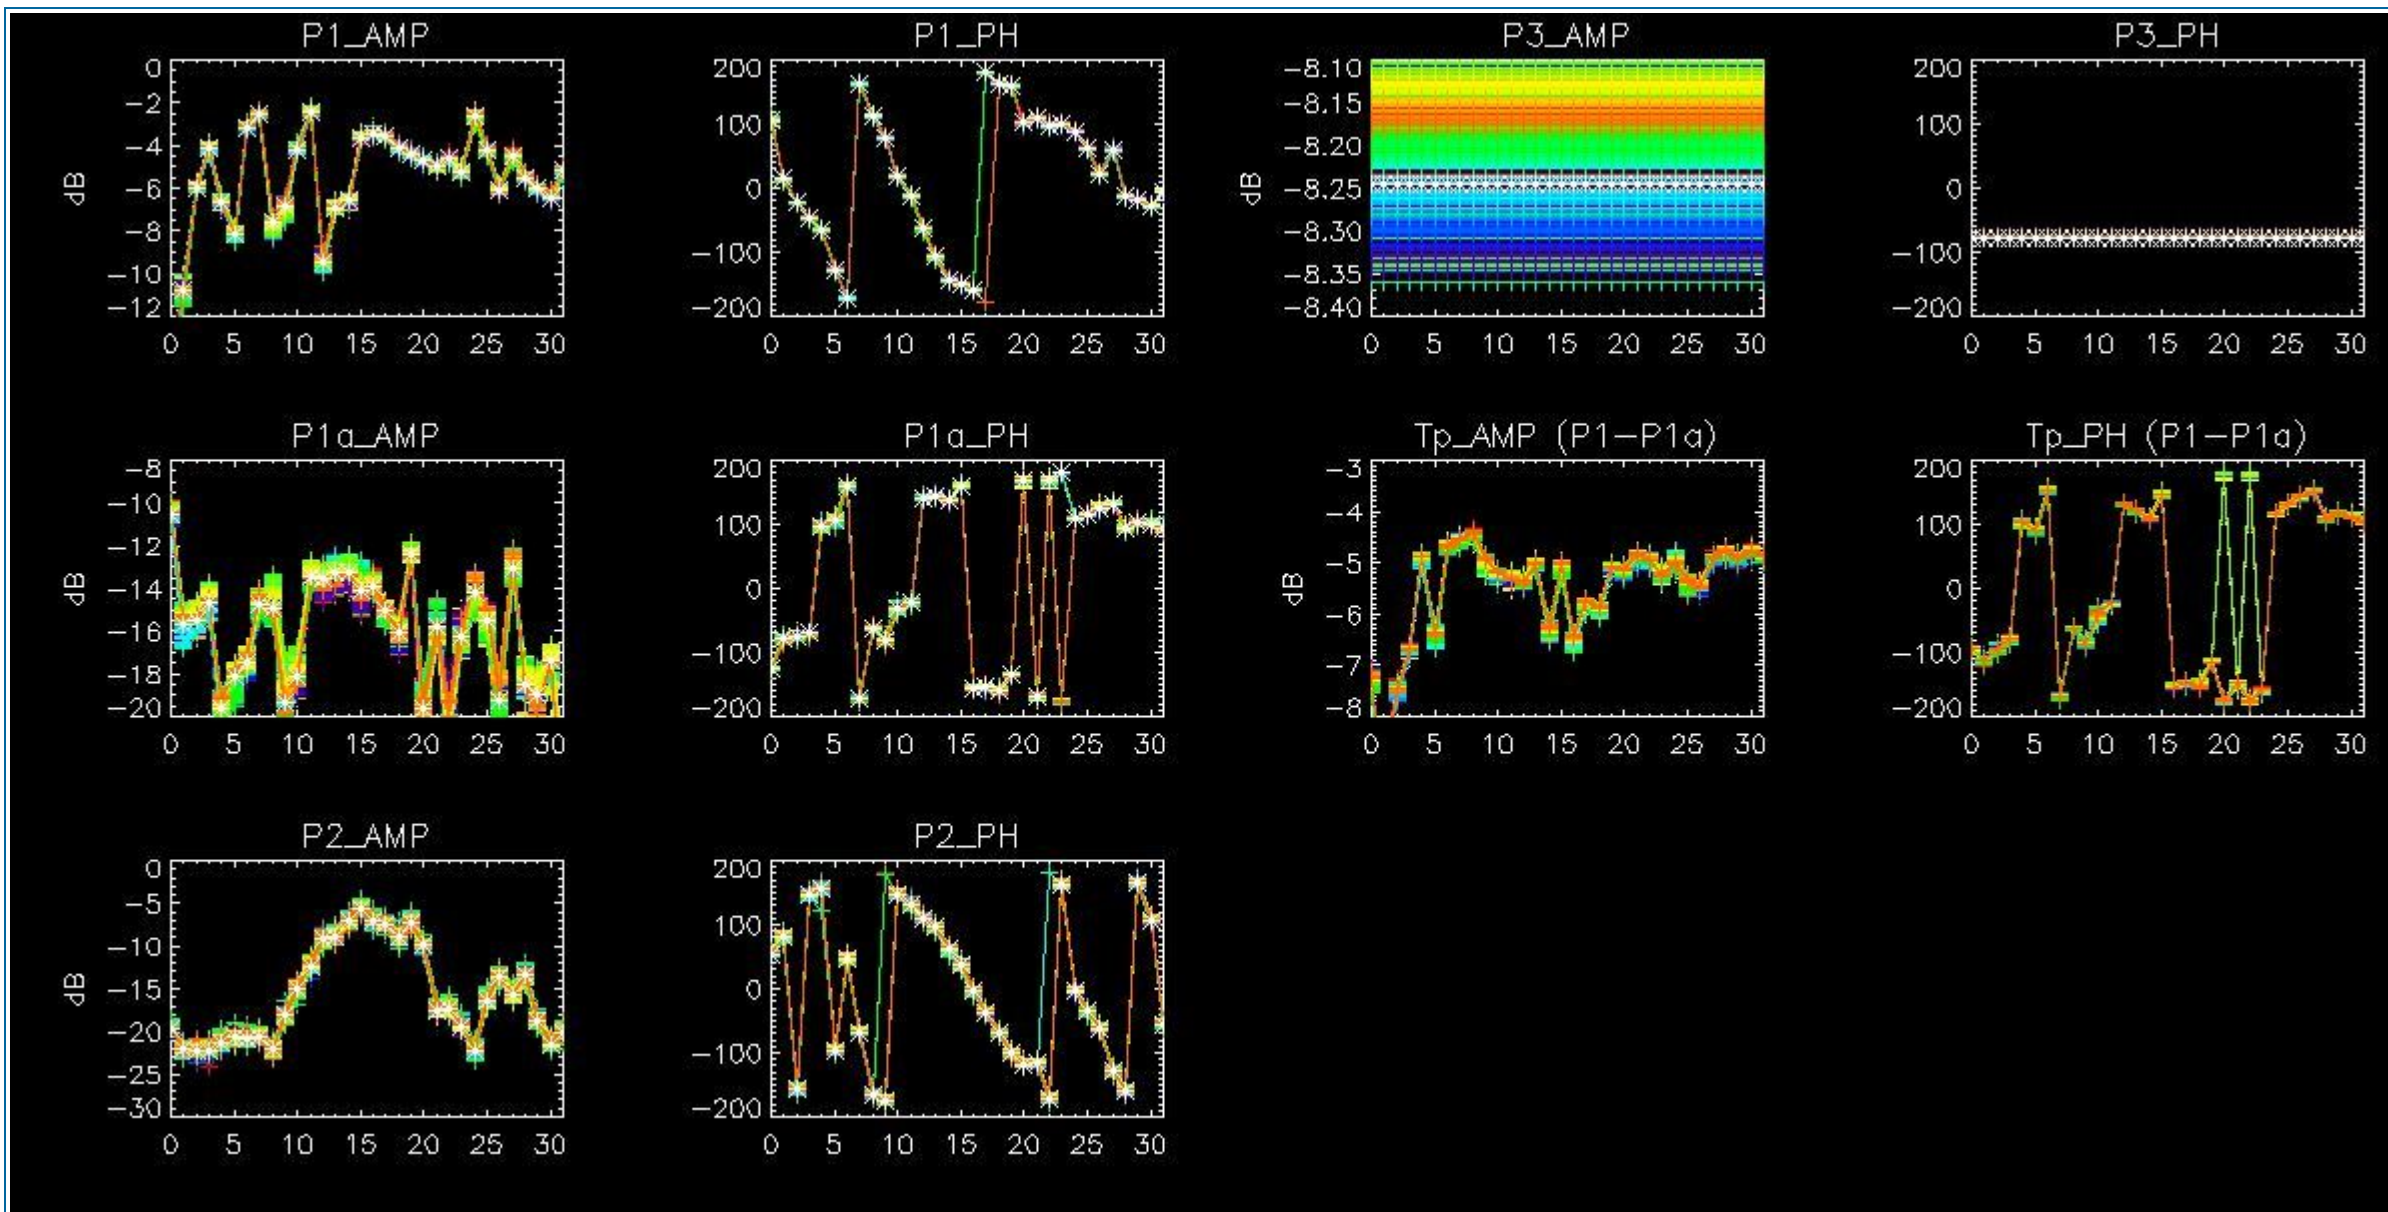 P1_AMP P1_PH P3_AMP P3_PH
0 200 -8.10 200
-2 100 -8.15 100
-4 0 -8.20 0
-6 -100 -8.25 -100
-8 -200 -8.30 -200
-10 -8.35
-12 -8.40
dB dB
0 5 10 15 20 25 30 0 5 10 15 20 25 30 0 5 10 15 20 25 30 0 5 10 15 20 25 30
P1a_AMP P1a_PH Tp_AMP (P1-P1a) Tp_PH (P1-P1a)
-8 200 -3 200
-10 100 -4 100
-12 0 -5 0
-14 -100 -6 -100
-16 -200 -7 -200
-18 -8
-20
dB dB
0 5 10 15 20 25 30 0 5 10 15 20 25 30 0 5 10 15 20 25 30 0 5 10 15 20 25 30
P2_AMP P2_PH
0 200
-5 100
-10 0
-15 -100
-20 -200
-25
-30
dB
0 5 10 15 20 25 30 0 5 10 15 20 25 30